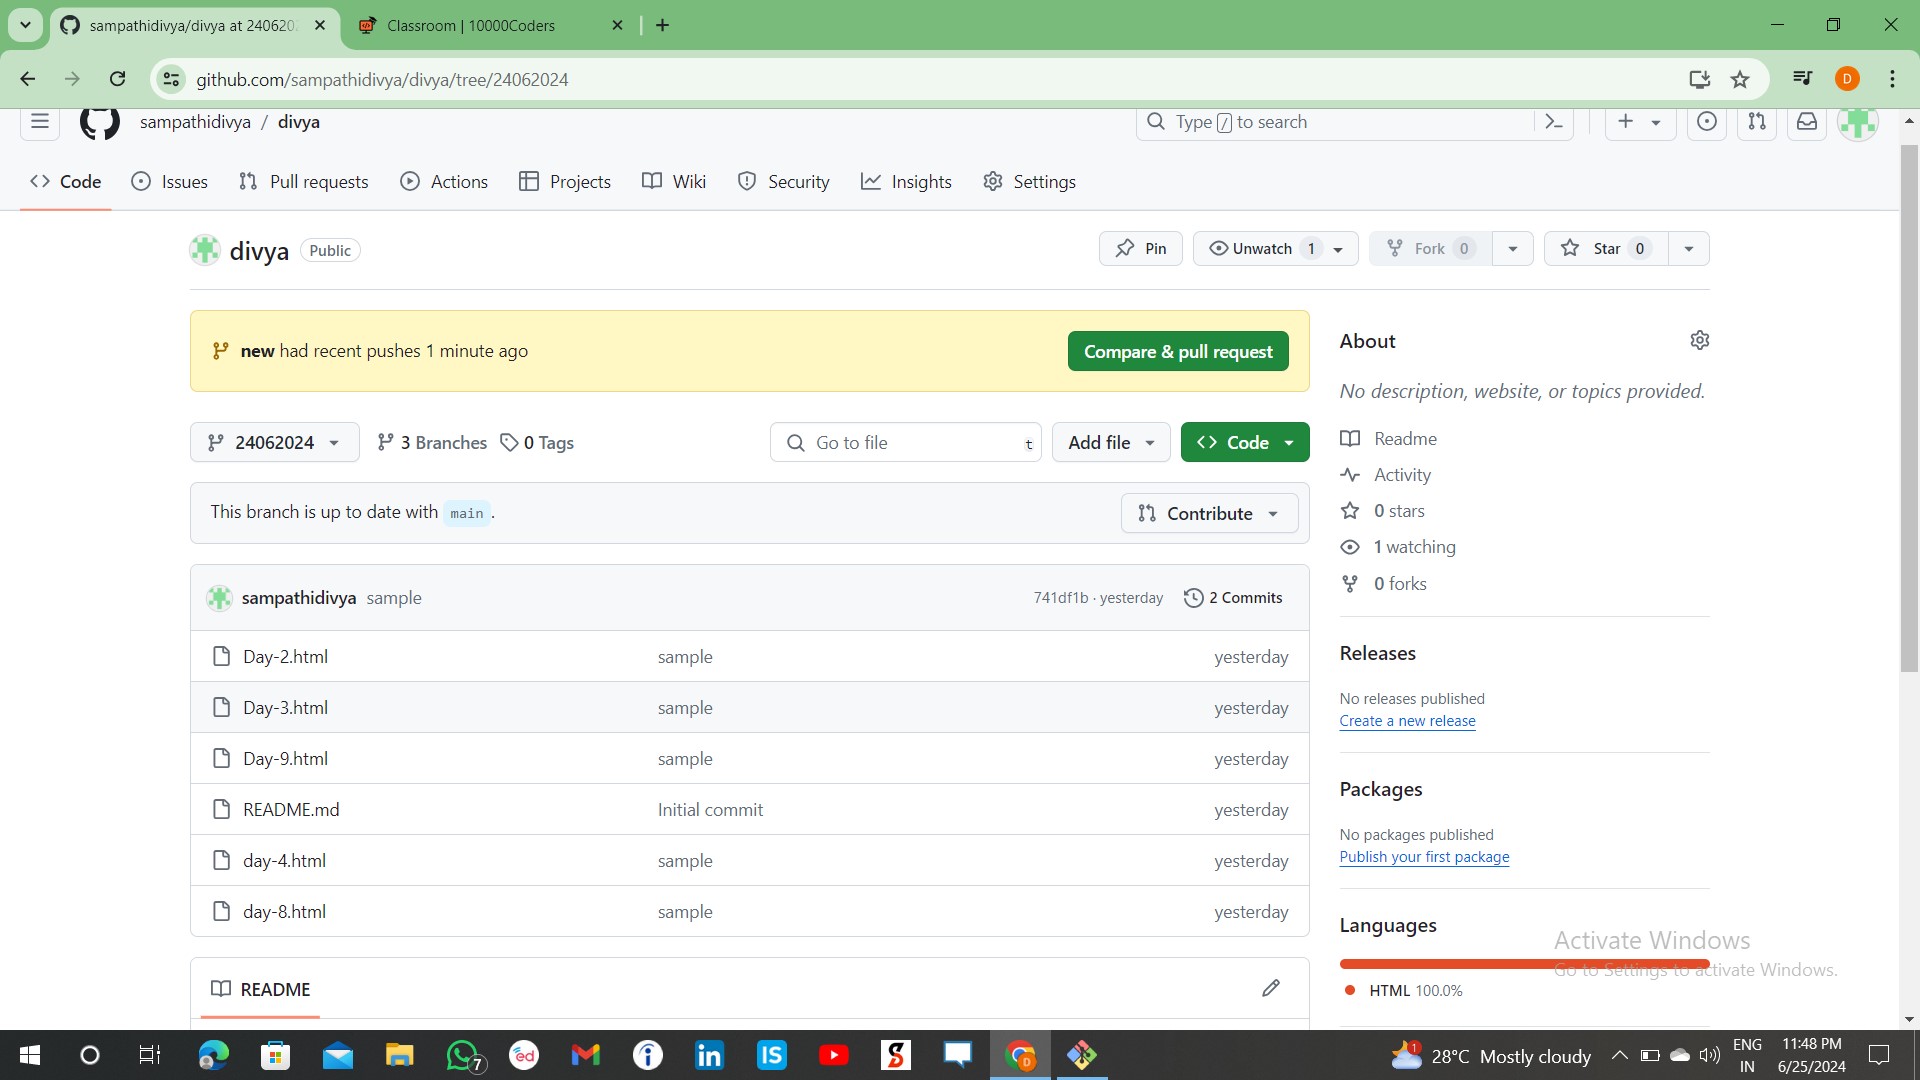 sampathidivya/divya at 240620
Classroom | 10000Coders
github.com/sampathidivya/divya/tree/24062024
D
sampathidivya / divya
Type / to search
Code
Issues
Pull requests
Actions
Projects
Wiki
Security
Insights
Settings
divya Public
Pin
Unwatch 1
Fork 0
Star 0
new had recent pushes 1 minute ago
Compare & pull request
24062024
3 Branches
0 Tags
Go to file t
Add file
Code
This branch is up to date with main.
Contribute
sampathidivya sample 741df1b · yesterday 2 Commits
Day-2.html sample yesterday
Day-3.html sample yesterday
Day-9.html sample yesterday
README.md Initial commit yesterday
day-4.html sample yesterday
day-8.html sample yesterday
README
About
No description, website, or topics provided.
Readme
Activity
0 stars
1 watching
0 forks
Releases
No releases published
Create a new release
Packages
No packages published
Publish your first package
Languages
HTML 100.0%
Activate Windows
Go to Settings to activate Windows.
7
ed
i
in
IS
S
D
1
28°C Mostly cloudy
ENG
IN
11:48 PM
6/25/2024